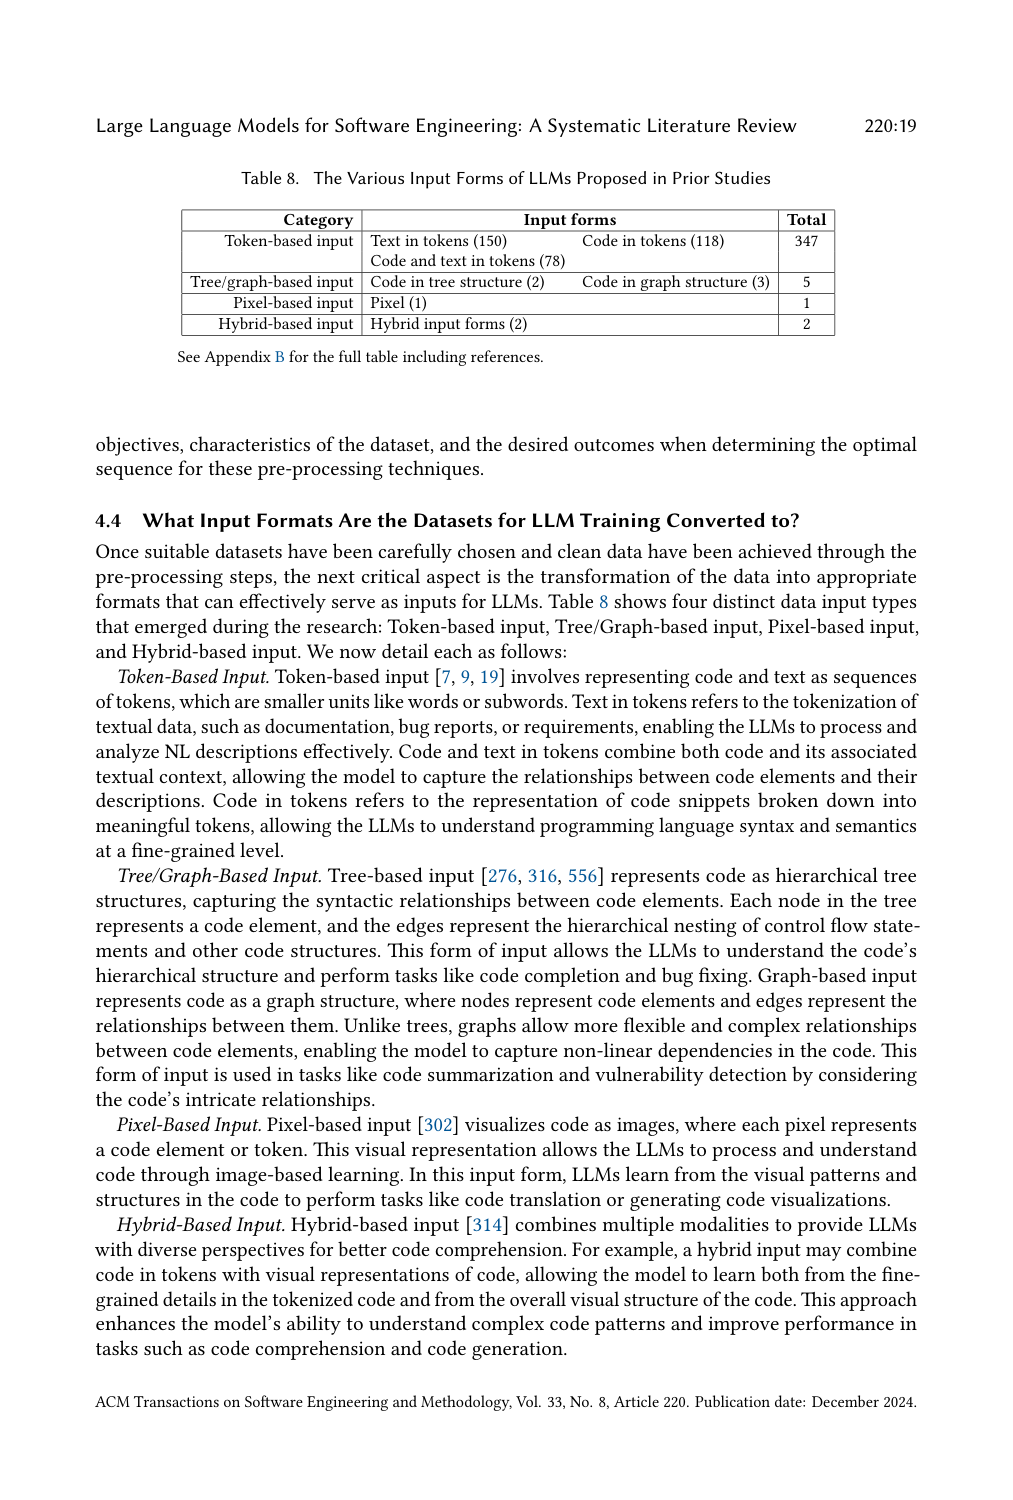 Large Language Models for Software Engineering: A Systematic Literature Review 220:19
Table 8. The Various Input Forms of LLMs Proposed in Prior Studies
Category Input forms Total
Token-based input Text in tokens (150) Code in tokens (118) 347
Code and text in tokens (78)
Tree/graph-based input Code in tree structure (2) Code in graph structure (3) 5
Pixel-based input Pixel (1) 1
Hybrid-based input Hybrid input forms (2) 2
See Appendix B for the full table including references.
objectives, characteristics of the dataset, and the desired outcomes when determining the optimal
sequence for these pre-processing techniques.
4.4 What Input Formats Are the Datasets for LLM Training Converted to?
Once suitable datasets have been carefully chosen and clean data have been achieved through the
pre-processing steps, the next critical aspect is the transformation of the data into appropriate
formats that can effectively serve as inputs for LLMs. Table 8 shows four distinct data input types
that emerged during the research: Token-based input, Tree/Graph-based input, Pixel-based input,
and Hybrid-based input. We now detail each as follows:
Token-Based Input. Token-based input [7, 9, 19] involves representing code and text as sequences
of tokens, which are smaller units like words or subwords. Text in tokens refers to the tokenization of
textual data, such as documentation, bug reports, or requirements, enabling the LLMs to process and
analyze NL descriptions effectively. Code and text in tokens combine both code and its associated
textual context, allowing the model to capture the relationships between code elements and their
descriptions. Code in tokens refers to the representation of code snippets broken down into
meaningful tokens, allowing the LLMs to understand programming language syntax and semantics
at a fine-grained level.
Tree/Graph-Based Input. Tree-based input [276, 316, 556] represents code as hierarchical tree
structures, capturing the syntactic relationships between code elements. Each node in the tree
represents a code element, and the edges represent the hierarchical nesting of control flow state-
ments and other code structures. This form of input allows the LLMs to understand the code's
hierarchical structure and perform tasks like code completion and bug fixing. Graph-based input
represents code as a graph structure, where nodes represent code elements and edges represent the
relationships between them. Unlike trees, graphs allow more flexible and complex relationships
between code elements, enabling the model to capture non-linear dependencies in the code. This
form of input is used in tasks like code summarization and vulnerability detection by considering
the code's intricate relationships.
Pixel-Based Input. Pixel-based input [302] visualizes code as images, where each pixel represents
a code element or token. This visual representation allows the LLMs to process and understand
code through image-based learning. In this input form, LLMs learn from the visual patterns and
structures in the code to perform tasks like code translation or generating code visualizations.
Hybrid-Based Input. Hybrid-based input [314] combines multiple modalities to provide LLMs
with diverse perspectives for better code comprehension. For example, a hybrid input may combine
code in tokens with visual representations of code, allowing the model to learn both from the fine-
grained details in the tokenized code and from the overall visual structure of the code. This approach
enhances the model's ability to understand complex code patterns and improve performance in
tasks such as code comprehension and code generation.
ACM Transactions on Software Engineering and Methodology, Vol. 33, No. 8, Article 220. Publication date: December 2024.